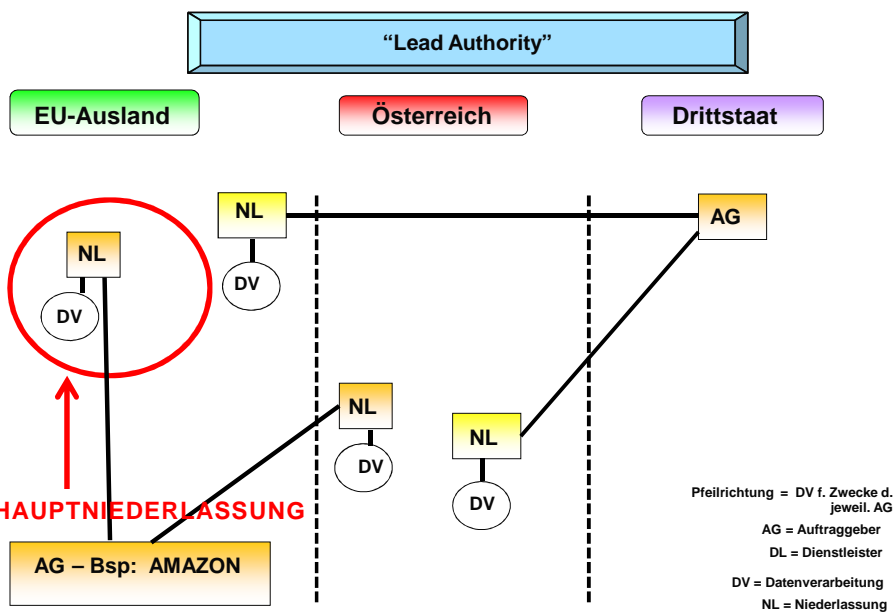 “Lead Authority”
EU-Ausland
Österreich
Drittstaat
NL
AG
NL
DV
DV
NL
NL
DV
DV
HAUPTNIEDERLASSUNG
AG – Bsp: AMAZON
Pfeilrichtung = DV f. Zwecke d.
jeweil. AG
AG = Auftraggeber
DL = Dienstleister
DV = Datenverarbeitung
NL = Niederlassung